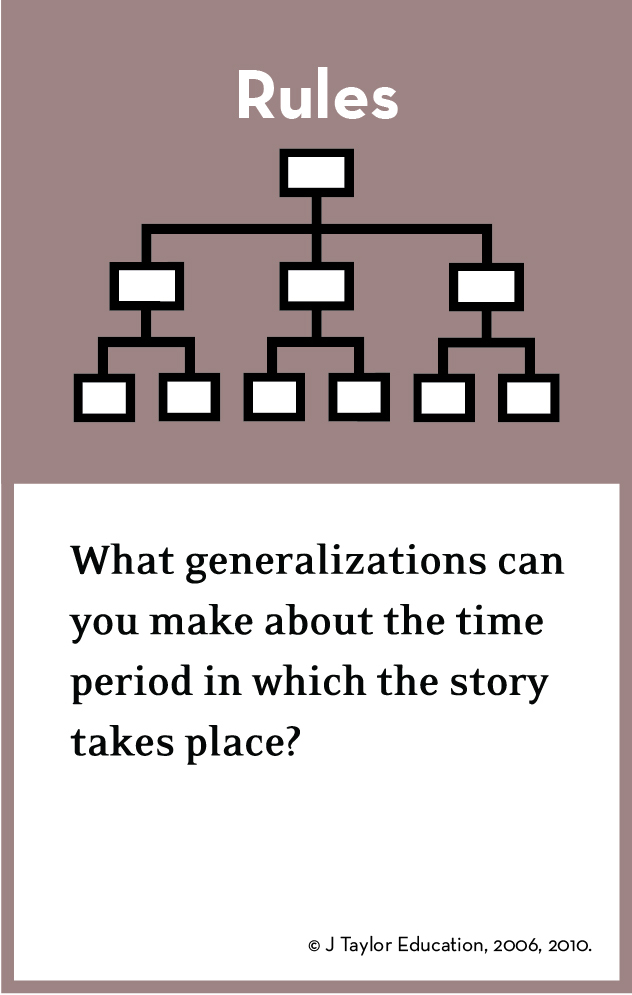 Rules
What generalizations can
you make about the time
period in which the story
takes place?
© J Taylor Education, 2006, 2010.